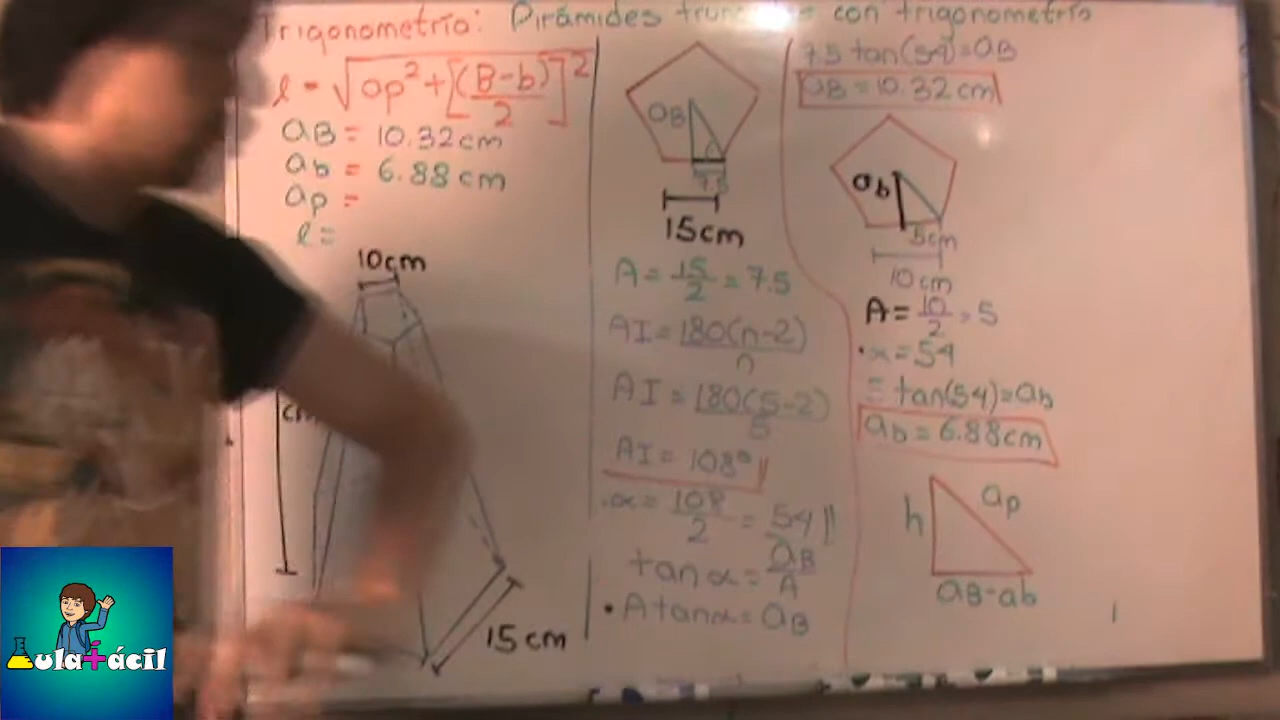 Trigonometría: Pirámides con trigonometría
l = √ap² + [(B-b)/2]²
aB = 10.32 cm
ab = 6.88 cm
ap =
l =
10cm
cm
15 cm
aB
7.5
15cm
A = 15/2 = 7.5
AI = 180(n-2)/n
AI = 180(5-2)/5
AI = 108°
∝ = 108/2 = 54
tan ∝ = aB/A
• A tan ∝ = aB
7.5 tan(54) = aB
aB = 10.32 cm
ab
5cm
10 cm
A = 10/2 = 5
• ∝ = 54
= tan(54) = ab
ab = 6.88cm
h
ap
aB-ab
Aula+ácil